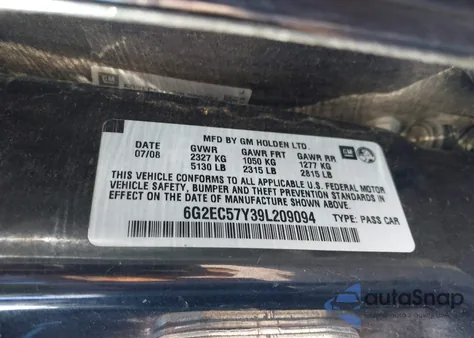 GM
MFD BY GM HOLDEN LTD.
DATE GVWR GAWR FRT GAWR RR
07/08 2327 KG 1050 KG 1277 KG
5130 LB 2315 LB 2815 LB
THIS VEHICLE CONFORMS TO ALL APPLICABLE U.S. FEDERAL MOTOR
VEHICLE SAFETY, BUMPER AND THEFT PREVENTION STANDARDS IN
EFFECT ON THE DATE OF MANUFACTURE SHOWN ABOVE.
6G2EC57Y39L209094 TYPE: PASS CAR
autoSnap